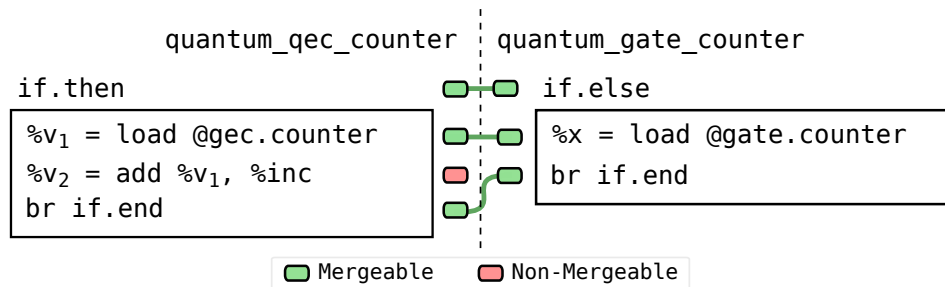 quantum_qec_counter quantum_gate_counter
if.then if.else
%v₁ = load @gec.counter %x = load @gate.counter
%v₂ = add %v₁, %inc br if.end
br if.end
Mergeable Non-Mergeable